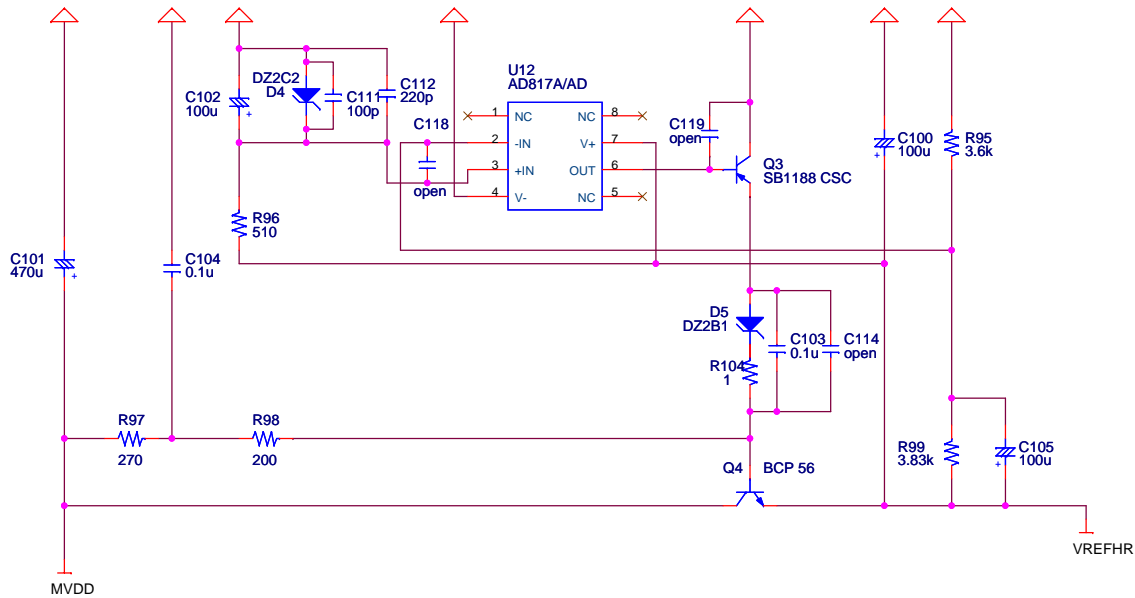 U12
AD817A/AD
DZ2C2
D4
C102
100u
C111
100p
C112
220p
C118
open
1
NC
2
-IN
3
+IN
4
V-
NC
8
V+
7
OUT
6
NC
5
C119
open
Q3
SB1188 CSC
C100
100u
R95
3.6k
R96
510
C101
470u
C104
0.1u
D5
DZ2B1
C103
0.1u
C114
open
R104
1
R97
270
R98
200
Q4
BCP 56
R99
3.83k
C105
100u
VREFHR
MVDD